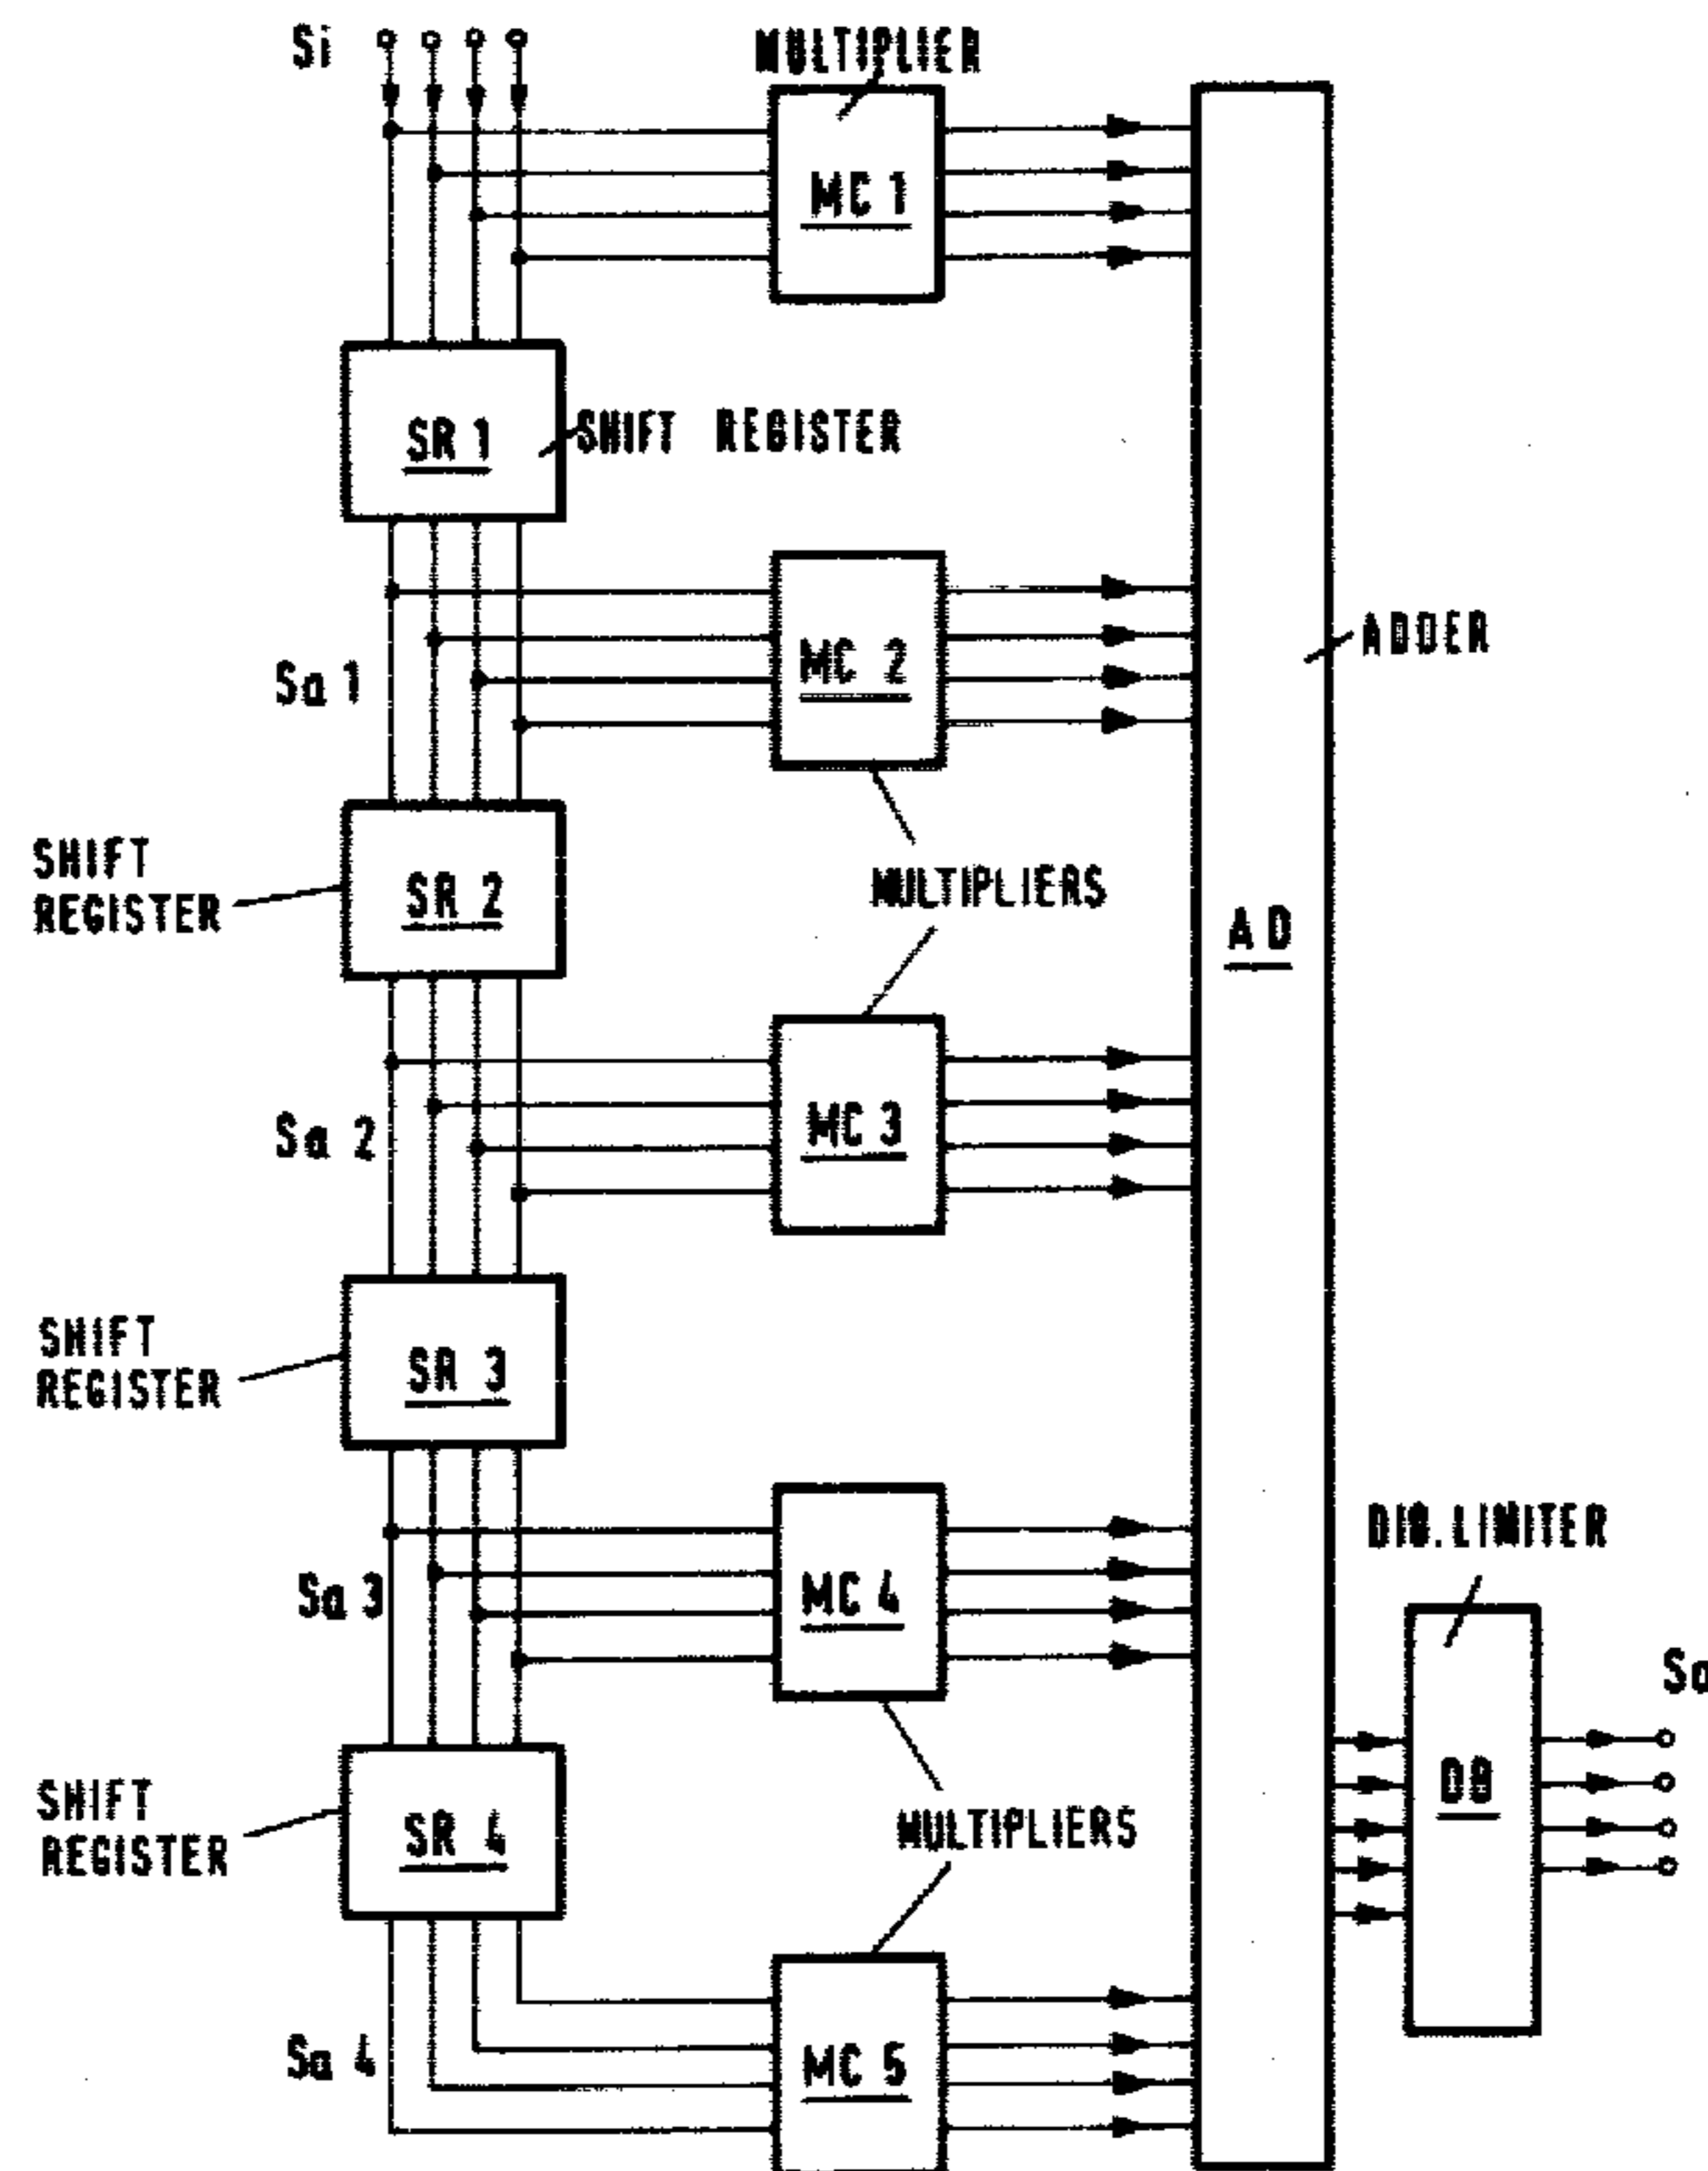 Si
MULTIPLIER
MC 1
SR 1
SHIFT REGISTER
MC 2
ADDER
Sa 1
SHIFT
REGISTER
SR 2
MULTIPLIERS
AD
MC 3
Sa 2
SHIFT
REGISTER
SR 3
DIG. LIMITER
MC 4
Sa 3
Sa
DB
SHIFT
REGISTER
SR 4
MULTIPLIERS
MC 5
Sa 4